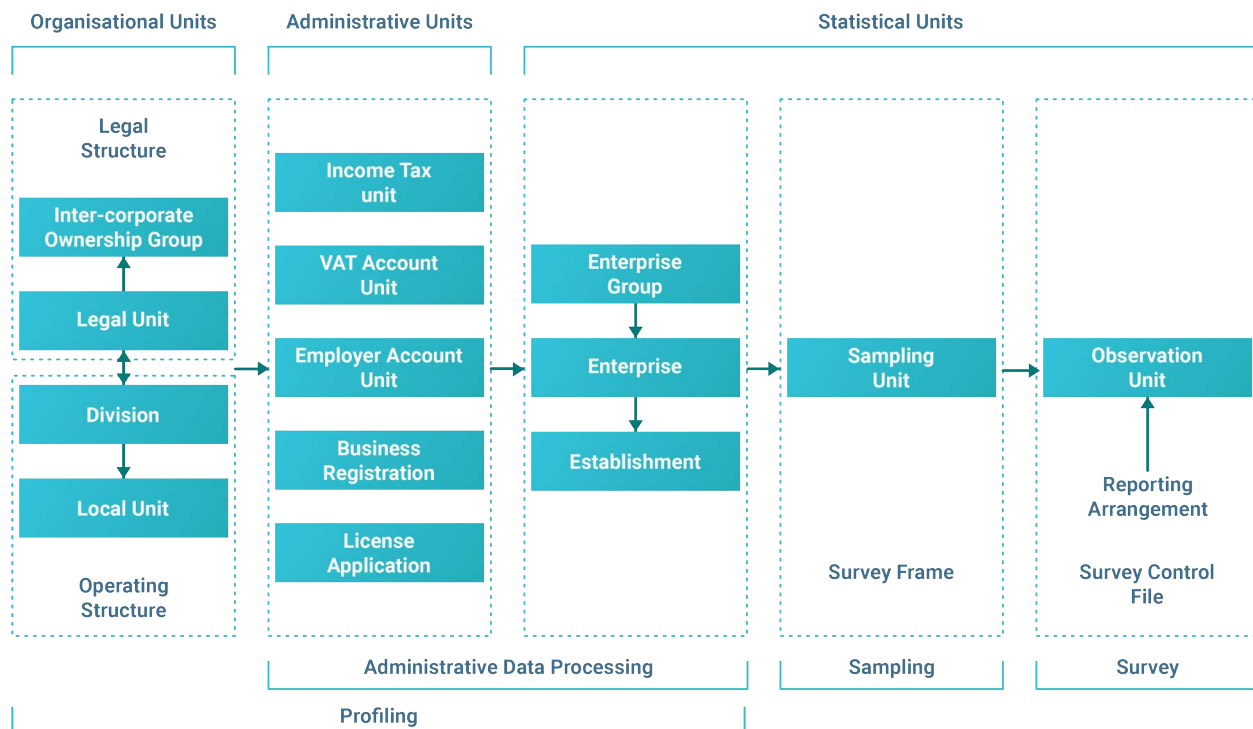 Organisational Units
Administrative Units
Statistical Units
Legal
Structure
Inter-corporate
Ownership Group
Legal Unit
Division
Local Unit
Operating
Structure
Income Tax
unit
VAT Account
Unit
Employer Account
Unit
Business
Registration
License
Application
Enterprise
Group
Enterprise
Establishment
Sampling
Unit
Survey Frame
Observation
Unit
Reporting
Arrangement
Survey Control
File
Administrative Data Processing
Sampling
Survey
Profiling